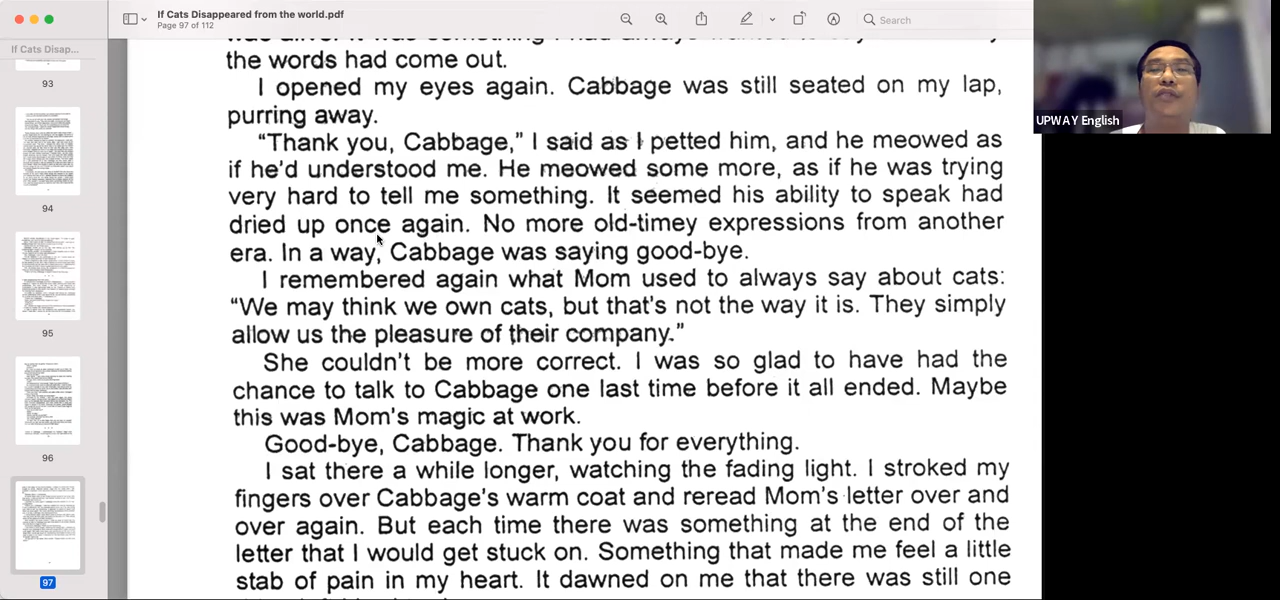 If Cats Disappeared from the world.pdf
Page 97 of 112
Search
If Cats Disap...
93
94
95
96
97
UPWAY English
the words had come out.
I opened my eyes again. Cabbage was still seated on my lap,
purring away.
“Thank you, Cabbage,” I said as I petted him, and he meowed as
if he’d understood me. He meowed some more, as if he was trying
very hard to tell me something. It seemed his ability to speak had
dried up once again. No more old-timey expressions from another
era. In a way, Cabbage was saying good-bye.
I remembered again what Mom used to always say about cats:
“We may think we own cats, but that's not the way it is. They simply
allow us the pleasure of their company.”
She couldn’t be more correct. I was so glad to have had the
chance to talk to Cabbage one last time before it all ended. Maybe
this was Mom’s magic at work.
Good-bye, Cabbage. Thank you for everything.
I sat there a while longer, watching the fading light. I stroked my
fingers over Cabbage’s warm coat and reread Mom’s letter over and
over again. But each time there was something at the end of the
letter that I would get stuck on. Something that made me feel a little
stab of pain in my heart. It dawned on me that there was still one